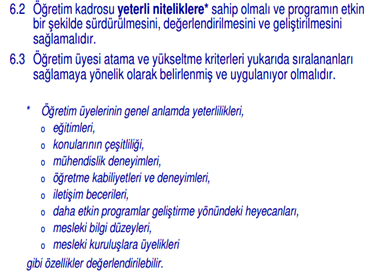 6.2 Öğretim kadrosu yeterli niteliklere* sahip olmalı ve programın etkin
bir şekilde sürdürülmesini, değerlendirilmesini ve geliştirilmesini
sağlamalıdır.
6.3 Öğretim üyesi atama ve yükseltme kriterleri yukarıda sıralananları
sağlamaya yönelik olarak belirlenmiş ve uygulanıyor olmalıdır.
* Öğretim üyelerinin genel anlamda yeterlilikleri,
o eğitimleri,
o konularının çeşitliliği,
o mühendislik deneyimleri,
o öğretme kabiliyetleri ve deneyimleri,
o iletişim becerileri,
o daha etkin programlar geliştirme yönündeki heyecanları,
o mesleki bilgi düzeyleri,
o mesleki kuruluşlara üyelikleri
gibi özellikler değerlendirilebilir.